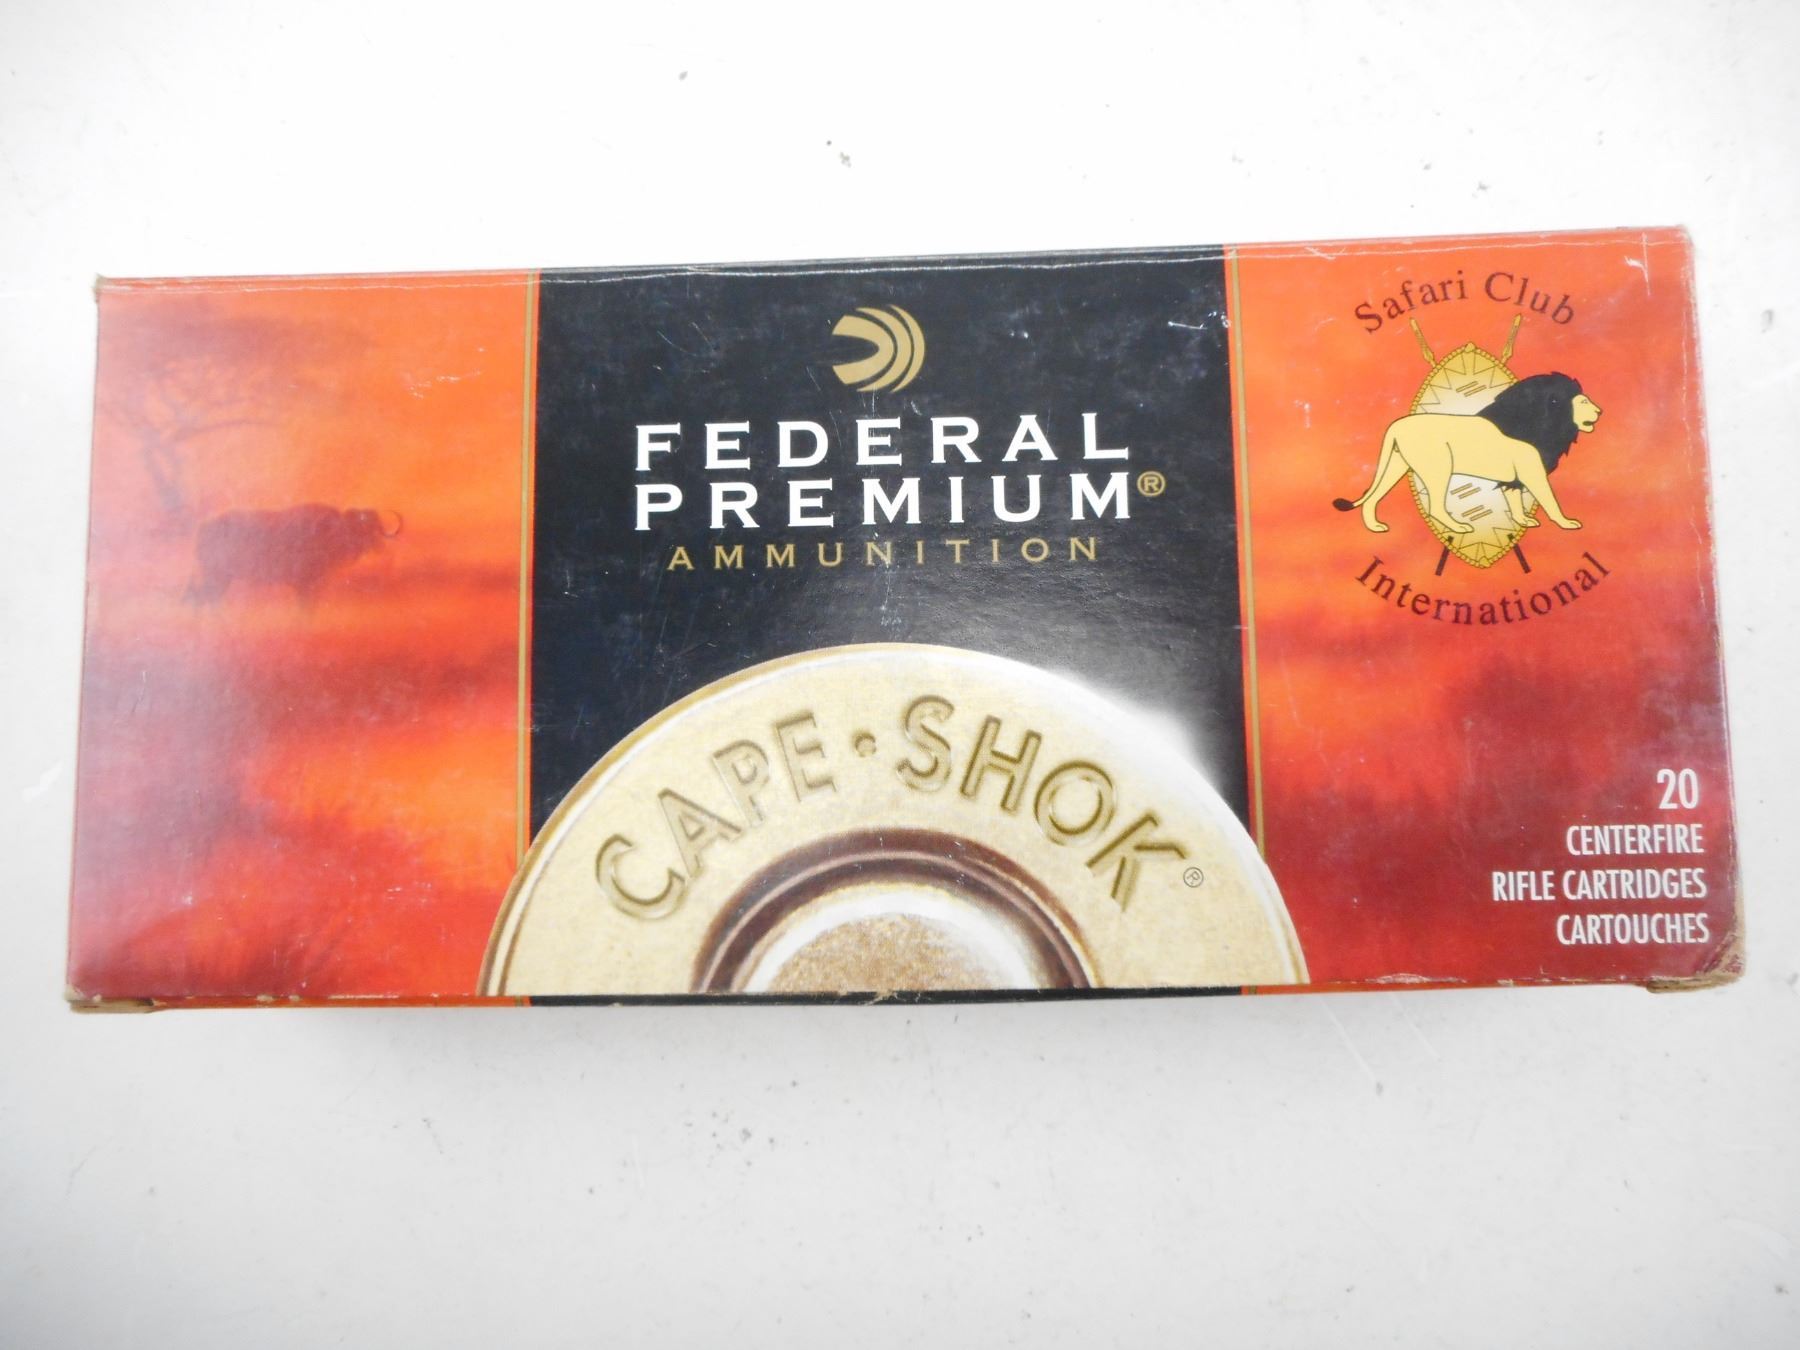 FEDERAL
PREMIUM®
AMMUNITION
CAPE•SHOK®
Safari Club
International
20
CENTERFIRE
RIFLE CARTRIDGES
CARTOUCHES